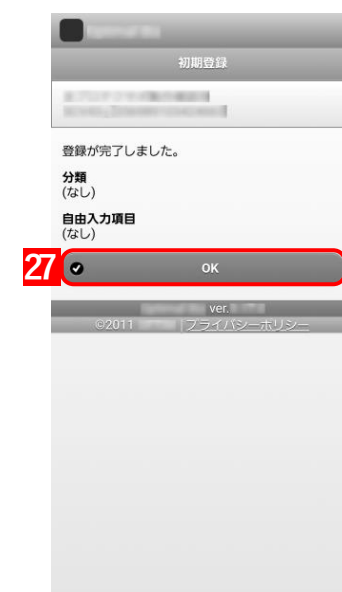 初期登録
登録が完了しました。
分類
(なし)
自由入力項目
(なし)
27
OK
ver.
©2011 | プライバシーポリシー